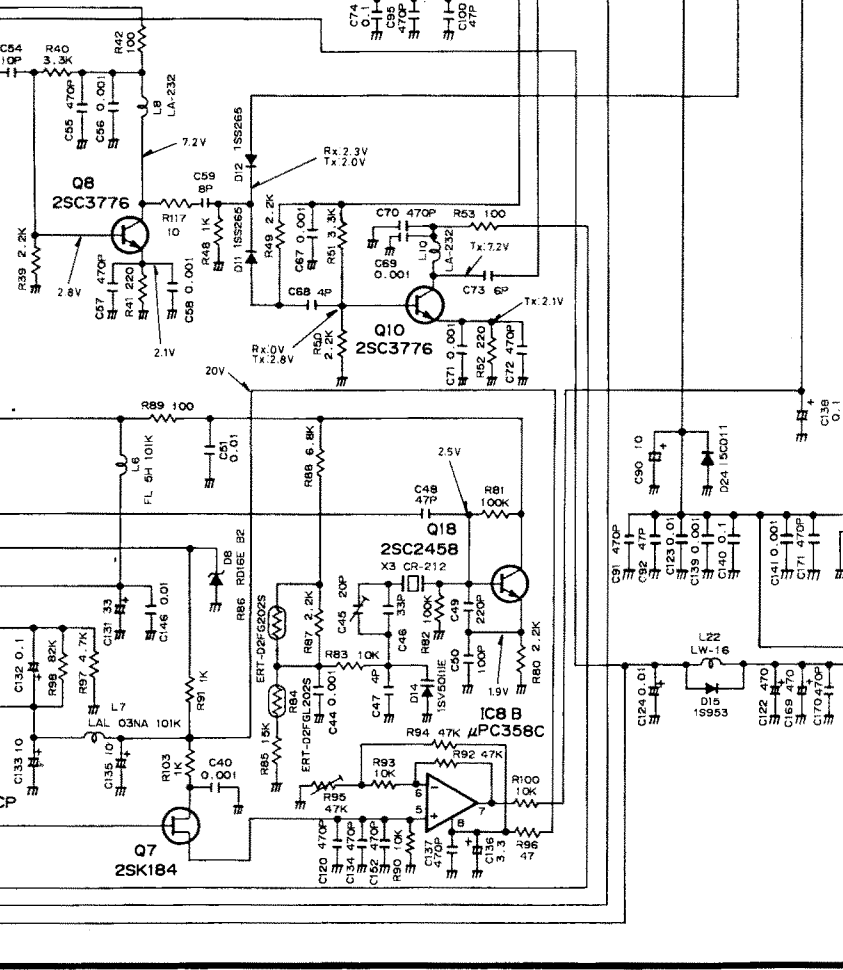 C74
0.1
C95
470P
C100
47P
C54
10P
R40
3.3K
R42
100
C55 470P
C56 0.001
L8
LA-232
7.2V
Q8
2SC3776
R39 2.2K
2.8V
C57 470P
R41 220
C58 0.001
2.1V
R117
10
C59
8P
R48 1K
D12 1SS265
D11 1SS265
Rx:2.3V
Tx:2.0V
R49 2.2K
C67 0.001
R51 3.3K
C68 4P
Rx:0V
Tx:2.8V
R50
2.2K
C70 470P
R53 100
C69
0.001
L10
LA-232
Tx:7.2V
C73 6P
Q10
2SC3776
Tx:2.1V
C71 0.001
R52 220
C72 470P
20V
R89 100
C51
0.01
L6
FL 5H 101K
R88 6.8K
2.5V
C48
47P
R81
100K
Q18
2SC2458
X3 CR-212
D8
RD16E B2
R86
ERT-D2FG202S
R87 2.2K
20P
C45
33P
C46
R82 100K
C49
220P
C50
100P
R80 2.2K
1.9V
C131 33
C146 0.01
C132 0.1
R98 82K
R97 4.7K
R91 1K
R83 10K
4P
C47
D14
1SV50IIE
R84
ERT-D2FGL202S
C44 0.001
R85 15K
L7
LAL 03NA 101K
C133 10
C135 10
R103
1K
C40
0.001
CP
Q7
2SK184
IC8 B
μPC358C
R94 47K
R92 47K
R93
10K
R95
47K
6
5
7
8
R100
10K
R96
47
C120 470P
C134 470P
C152 470P
R90 10K
C137
470P
C136
3.3
C138
0.1
C90 10
D24 15CD11
C91 470P
C92 47P
C123 0.01
C139 0.001
C140 0.1
C141 0.001
C171 470P
L22
LW-16
D15
1S953
C124 0.01
C122 470
C169 470
C170 470P